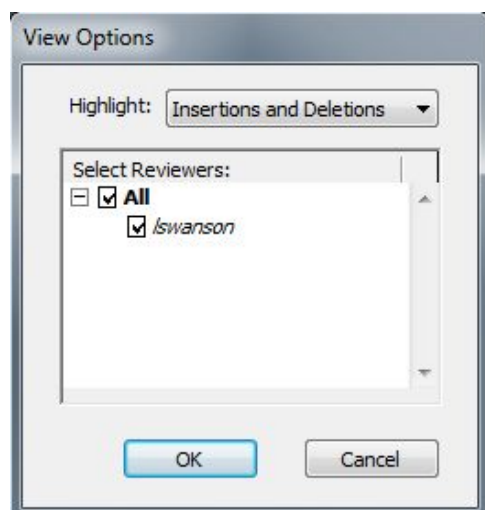 View Options
Highlight: Insertions and Deletions
Select Reviewers:
All
lswanson
OK Cancel